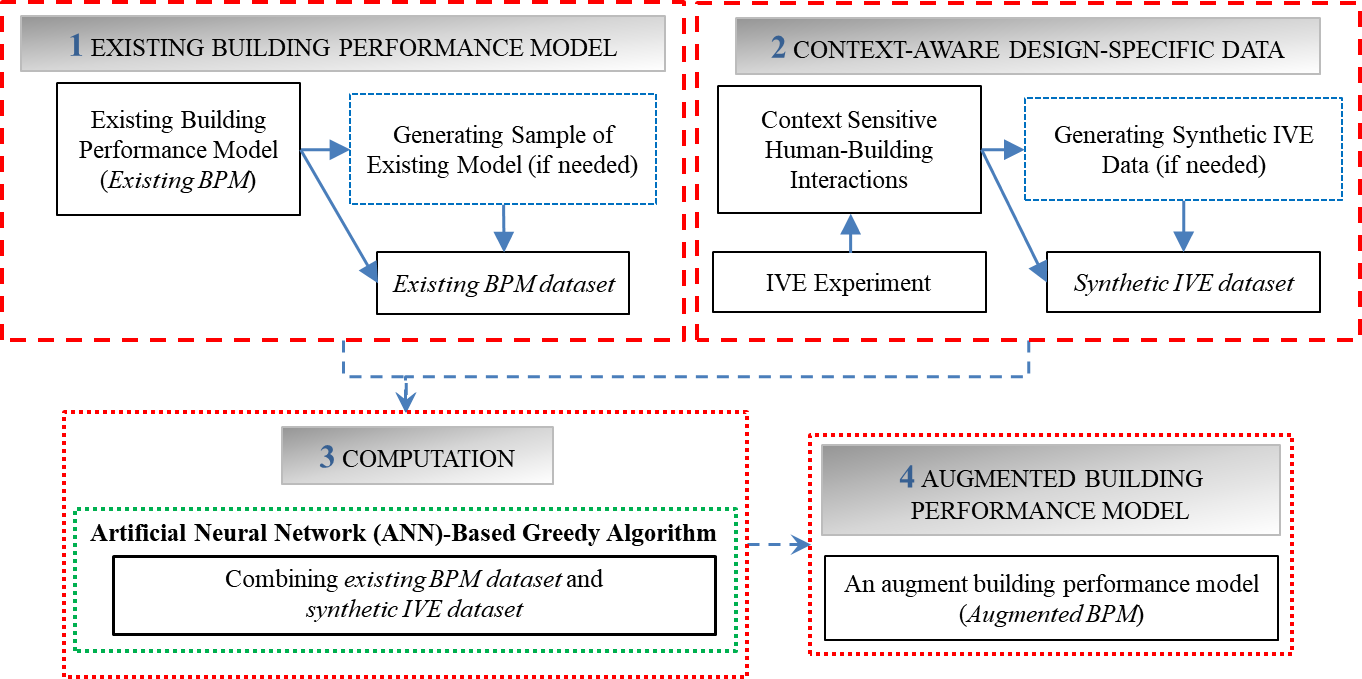 1 EXISTING BUILDING PERFORMANCE MODEL
Existing Building
Performance Model
(Existing BPM)
Generating Sample of
Existing Model (if needed)
Existing BPM dataset
2 CONTEXT-AWARE DESIGN-SPECIFIC DATA
Context Sensitive
Human-Building
Interactions
Generating Synthetic IVE
Data (if needed)
IVE Experiment
Synthetic IVE dataset
3 COMPUTATION
Artificial Neural Network (ANN)-Based Greedy Algorithm
Combining existing BPM dataset and
synthetic IVE dataset
4 AUGMENTED BUILDING
PERFORMANCE MODEL
An augment building performance model
(Augmented BPM)